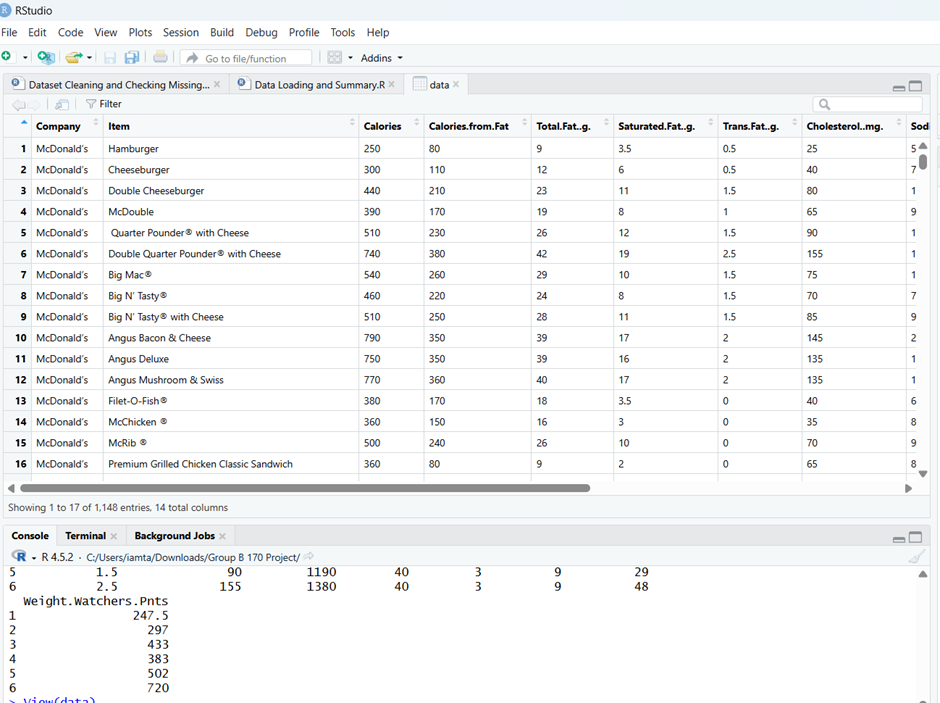 RStudio
File Edit Code View Plots Session Build Debug Profile Tools Help
Go to file/function Addins
Dataset Cleaning and Checking Missing... Data Loading and Summary.R data
Filter
Company Item Calories Calories.from.Fat Total.Fat..g. Saturated.Fat..g. Trans.Fat..g. Cholesterol..mg. Sod
1 McDonald's Hamburger 250 80 9 3.5 0.5 25 5
2 McDonald's Cheeseburger 300 110 12 6 0.5 40 7
3 McDonald's Double Cheeseburger 440 210 23 11 1.5 80 1
4 McDonald's McDouble 390 170 19 8 1 65 9
5 McDonald's Quarter Pounder® with Cheese 510 230 26 12 1.5 90 1
6 McDonald's Double Quarter Pounder® with Cheese 740 380 42 19 2.5 155 1
7 McDonald's Big Mac® 540 260 29 10 1.5 75 1
8 McDonald's Big N' Tasty® 460 220 24 8 1.5 70 7
9 McDonald's Big N' Tasty® with Cheese 510 250 28 11 1.5 85 9
10 McDonald's Angus Bacon & Cheese 790 350 39 17 2 145 2
11 McDonald's Angus Deluxe 750 350 39 16 2 135 1
12 McDonald's Angus Mushroom & Swiss 770 360 40 17 2 135 1
13 McDonald's Filet-O-Fish® 380 170 18 3.5 0 40 6
14 McDonald's McChicken ® 360 150 16 3 0 35 8
15 McDonald's McRib ® 500 240 26 10 0 70 9
16 McDonald's Premium Grilled Chicken Classic Sandwich 360 80 9 2 0 65 8
Showing 1 to 17 of 1,148 entries, 14 total columns
Console Terminal Background Jobs
R 4.5.2 · C:/Users/iamta/Downloads/Group B 170 Project/
5 1.5 90 1190 40 3 9 29
6 2.5 155 1380 40 3 9 48
Weight.Watchers.Pnts
1 247.5
2 297
3 433
4 383
5 502
6 720
> View(data)